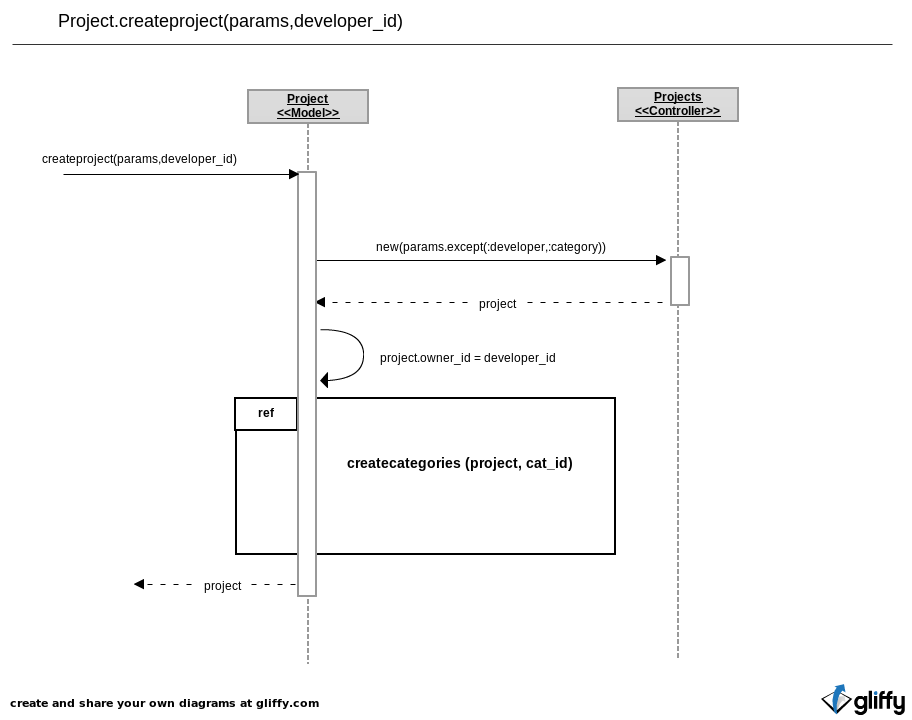 Project.createproject(params,developer_id)
Project
<<Model>>
Projects
<<Controller>>
createproject(params,developer_id)
new(params.except(:developer,:category))
project
project.owner_id = developer_id
ref
createcategories (project, cat_id)
project
create and share your own diagrams at gliffy.com
gliffy